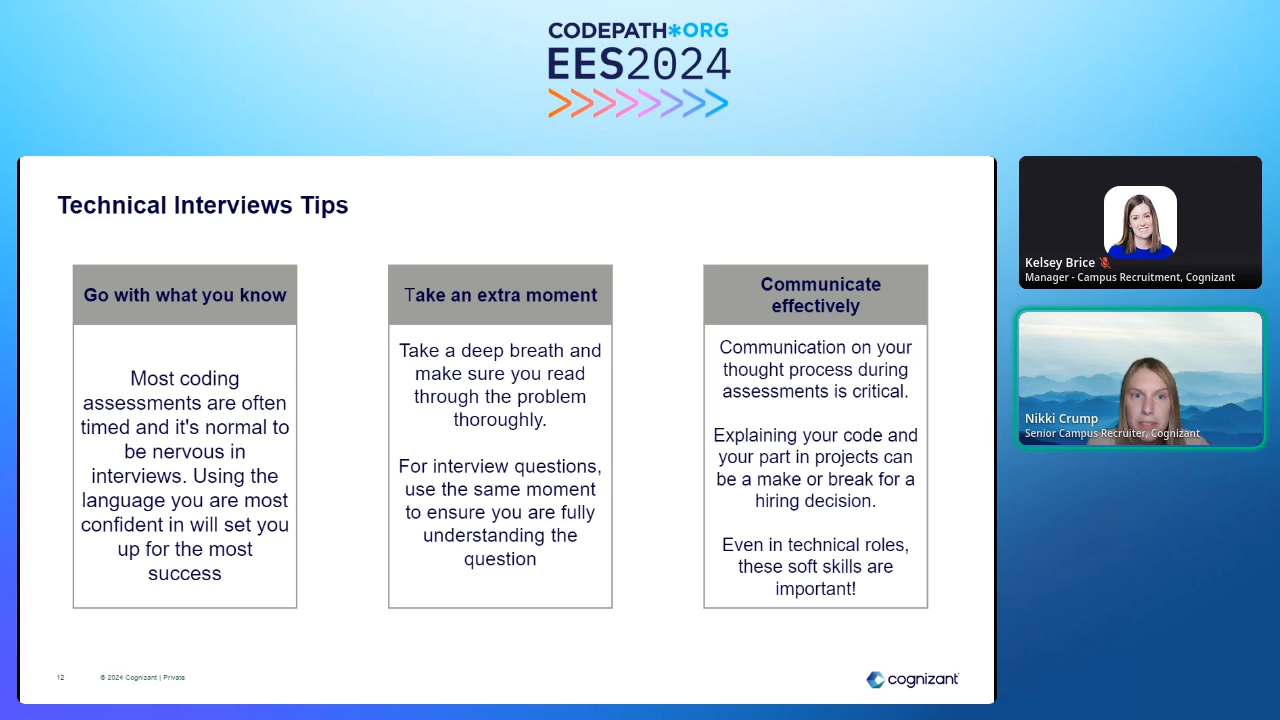 CODEPATH*ORG
EES2024
Technical Interviews Tips
Go with what you know
Most coding
assessments are often
timed and it's normal to
be nervous in
interviews. Using the
language you are most
confident in will set you
up for the most
success
Take an extra moment
Take a deep breath and
make sure you read
through the problem
thoroughly.
For interview questions,
use the same moment
to ensure you are fully
understanding the
question
Communicate
effectively
Communication on your
thought process during
assessments is critical.
Explaining your code and
your part in projects can
be a make or break for a
hiring decision.
Even in technical roles,
these soft skills are
important!
12
© 2024 Cognizant | Private
cognizant
Kelsey Brice
Manager - Campus Recruitment, Cognizant
Nikki Crump
Senior Campus Recruiter, Cognizant